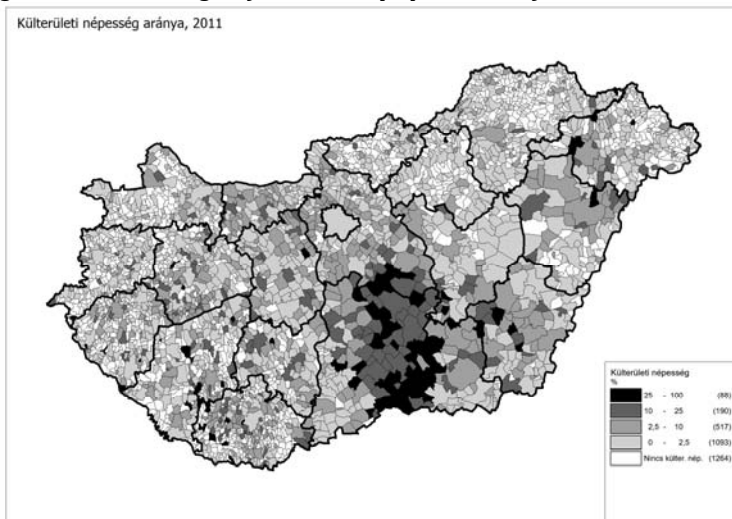 Külterületi népesség aránya, 2011
Külterületi népesség
%
25 - 100 (88)
10 - 25 (190)
2,5 - 10 (517)
0 - 2,5 (1093)
Nincs külter. nép. (1264)